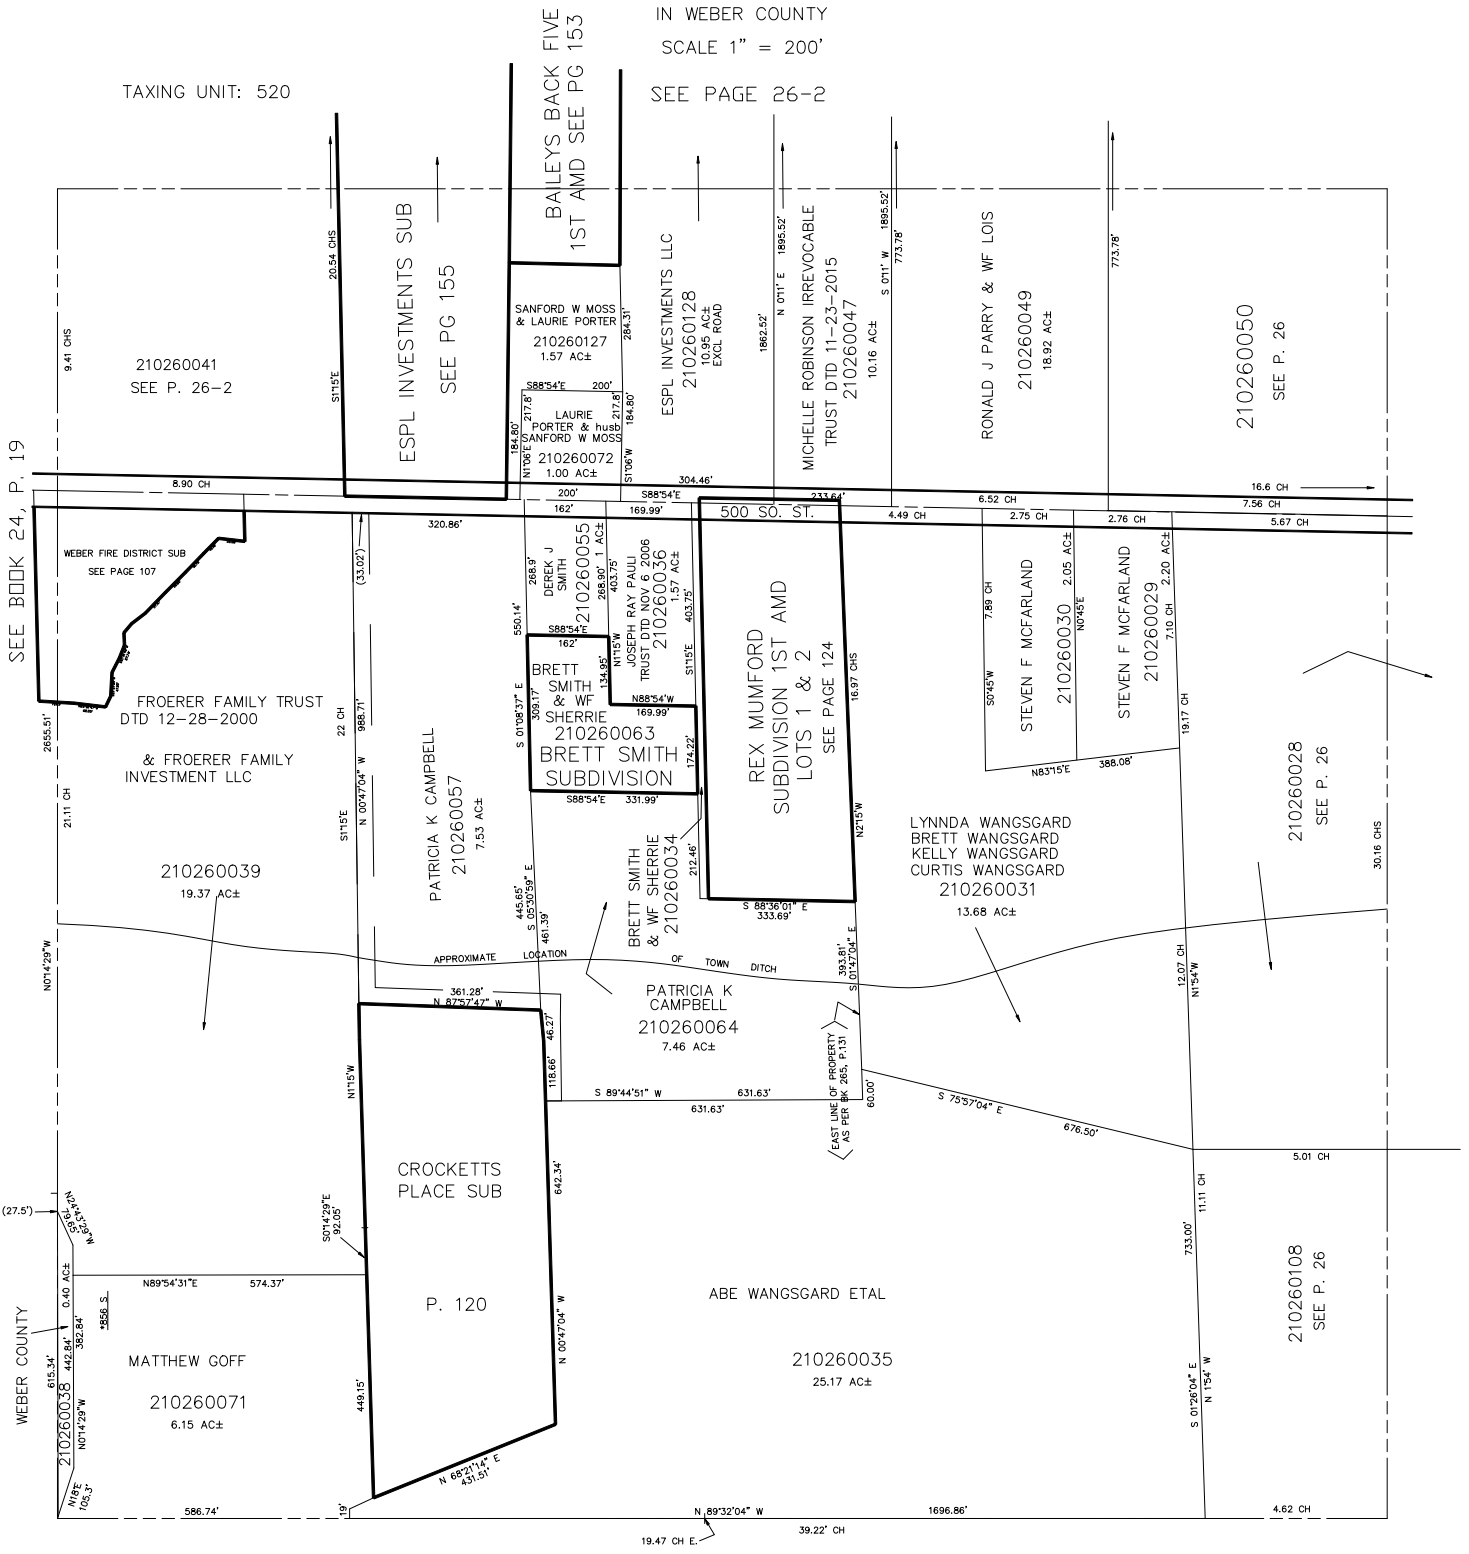 IN WEBER COUNTY
SCALE 1" = 200'
SEE PAGE 26-2
TAXING UNIT: 520
BAILEYS BACK FIVE
1ST AMD SEE PG 153
ESPL INVESTMENTS SUB
SEE PG 155
20.54 CHS
S1°15'E
9.41 CHS
210260041
SEE P. 26-2
SANFORD W MOSS
& LAURIE PORTER
210260127
1.57 AC±
284.31'
S88°54'E 200'
LAURIE
PORTER & husb
SANFORD W MOSS
210260072
1.00 AC±
184.80'
N1°06'E 217.8'
217.8'
184.80'
S1°06'W
ESPL INVESTMENTS LLC
210260128
10.95 AC±
EXCL ROAD
1862.52'
N 0°11' E 1895.52'
MICHELLE ROBINSON IRREVOCABLE
TRUST DTD 11-23-2015
210260047
10.16 AC±
S 0°11' W 1895.52'
773.78'
RONALD J PARRY & WF LOIS
210260049
18.92 AC±
773.78'
210260050
SEE P. 26
SEE BOOK 24, P. 19
8.90 CH
304.46'
200'
S88°54'E
233.64'
6.52 CH
16.6 CH
7.56 CH
320.86'
162'
169.99'
500 SO. ST.
4.49 CH
2.75 CH
2.76 CH
5.67 CH
WEBER FIRE DISTRICT SUB
SEE PAGE 107
(33.02')
268.9'
DEREK J
SMITH
210260055
268.90' 1 AC±
403.75'
JOSEPH RAY PAULI
TRUST DTD NOV 6 2006
210260036
1.57 AC±
403.75'
S1°15'E
550.14'
S88°54'E
162'
N1°15'W
134.95'
BRETT
SMITH
& WF
SHERRIE
210260063
BRETT SMITH
SUBDIVISION
N88°54'W
169.99'
174.22'
S88°54'E 331.99'
S 01°08'37" E
309.17'
REX MUMFORD
SUBDIVISION 1ST AMD
LOTS 1 & 2
SEE PAGE 124
16.97 CHS
N2°15'W
S 88°36'01" E
333.69'
7.89 CH
S0°45'W
STEVEN F MCFARLAND
210260030 2.05 AC±
N0°45'E
STEVEN F MCFARLAND
210260029
2.20 AC±
7.10 CH
19.17 CH
N83°15'E 388.08'
210260028
SEE P. 26
30.16 CHS
FROERER FAMILY TRUST
DTD 12-28-2000
& FROERER FAMILY
INVESTMENT LLC
210260039
19.37 AC±
2655.51'
21.11 CH
N0°14'29"W
22 CH
S1°15'E
988.71'
N 00°47'04" W
PATRICIA K CAMPBELL
210260057
7.53 AC±
445.65'
S 05°30'59" E
461.39'
BRETT SMITH
& WF SHERRIE
210260034
212.46'
LYNNDA WANGSGARD
BRETT WANGSGARD
KELLY WANGSGARD
CURTIS WANGSGARD
210260031
13.68 AC±
APPROXIMATE LOCATION OF TOWN DITCH
393.81'
S 01°47'04" E
12.07 CH
N1°54'W
361.28'
N 87°57'47" W
46.27'
118.66'
PATRICIA K
CAMPBELL
210260064
7.46 AC±
S 89°44'51" W 631.63'
631.63'
EAST LINE OF PROPERTY
AS PER BK 265, P.131
60.00'
S 75°57'04" E
676.50'
5.01 CH
N1°15'W
CROCKETTS
PLACE SUB
P. 120
642.34'
N 00°47'04" W
S0°14'29"E
92.05'
(27.5')
N24°43'29"W
79.65'
N89°54'31"E 574.37'
WEBER COUNTY
615.34'
210260038
442.84'
0.40 AC±
382.84'
N0°14'29"W
*856 S.
MATTHEW GOFF
210260071
6.15 AC±
449.15'
N18°E
105.3'
586.74'
19'
N 68°21'14" E
431.51'
ABE WANGSGARD ETAL
210260035
25.17 AC±
11.11 CH
733.00'
S 01°26'04" E
N 1°54' W
210260108
SEE P. 26
N 89°32'04" W
1696.86'
4.62 CH
19.47 CH E.
39.22' CH